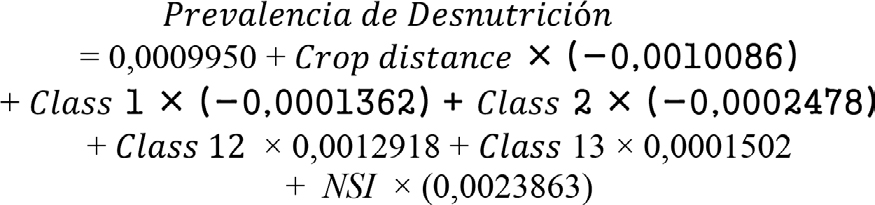 Prevalencia de Desnutrición
= 0,0009950 + Crop distance × (−0,0010086)
+ Class 1 × (−0,0001362) + Class 2 × (−0,0002478)
+ Class 12 × 0,0012918 + Class 13 × 0,0001502
+ NSI × (0,0023863)